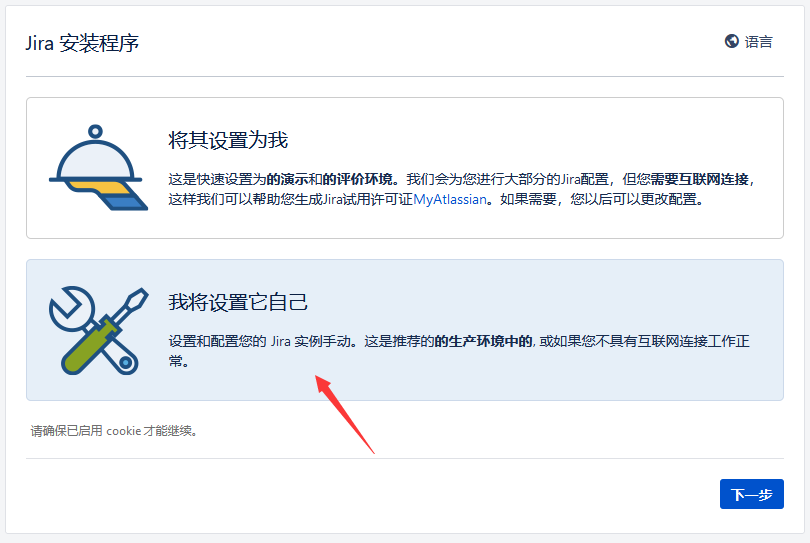 Jira 安装程序
语言
将其设置为我
这是快速设置为的演示和的评价环境。我们会为您进行大部分的Jira配置，但您需要互联网连接，
这样我们可以帮助您生成Jira试用许可证MyAtlassian。如果需要，您以后可以更改配置。
我将设置它自己
设置和配置您的 Jira 实例手动。这是推荐的的生产环境中的, 或如果您不具有互联网连接工作正
常。
请确保已启用 cookie 才能继续。
下一步